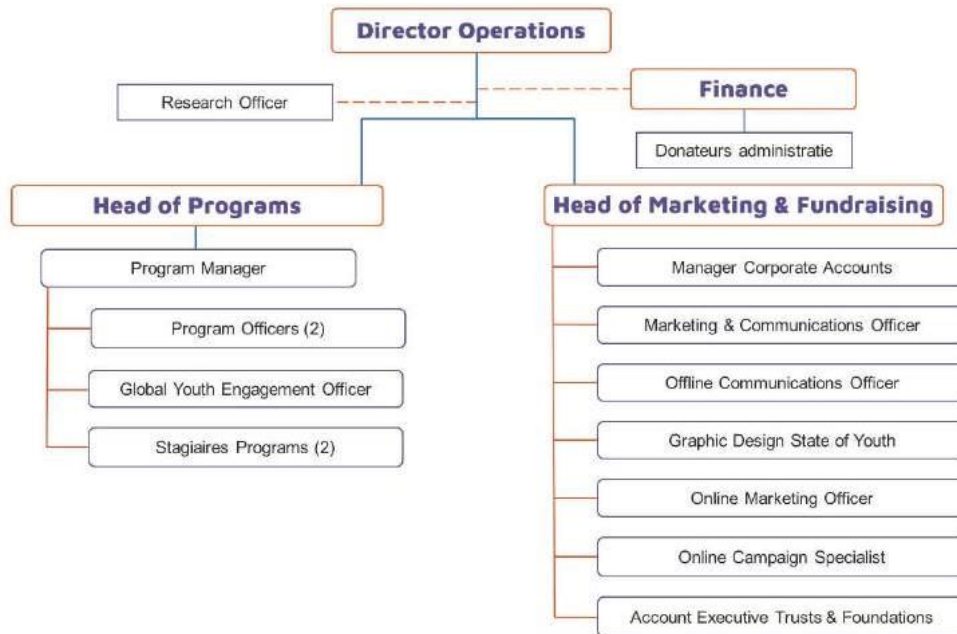 Director Operations
Research Officer
Finance
Donateurs administratie
Head of Programs
Head of Marketing & Fundraising
Program Manager
Program Officers (2)
Global Youth Engagement Officer
Stagiaires Programs (2)
Manager Corporate Accounts
Marketing & Communications Officer
Offline Communications Officer
Graphic Design State of Youth
Online Marketing Officer
Online Campaign Specialist
Account Executive Trusts & Foundations